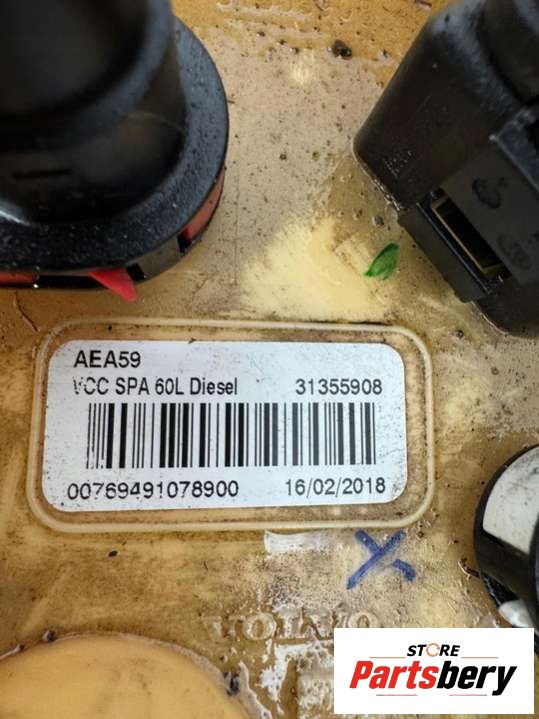 AEA59
VCC SPA 60L Diesel 31355908
00769491078900 16/02/2018
VOLVO
STORE
Partsbery